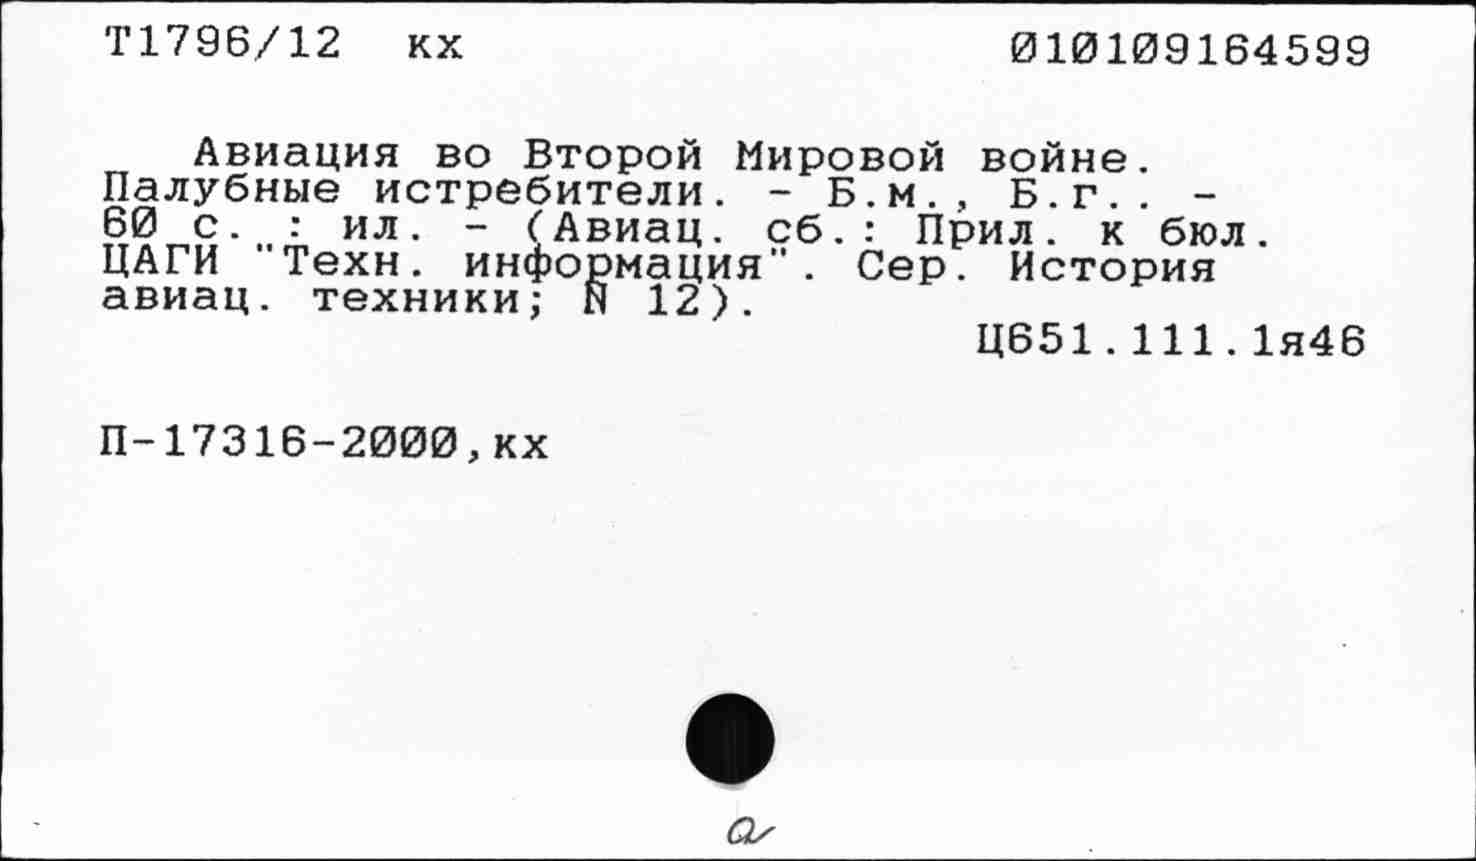 Т1796/12 кх 010109164599
Авиация во Второй Мировой войне.
Палубные истребители. - Б.м., Б.г.. -
60 с. : ил. - (Авиац. сб.: Прил. к бюл.
ЦАГИ "Техн. информация". Сер. История
авиац. техники; N 12).
Ц651.111.1я46
П-17316-2000,кх